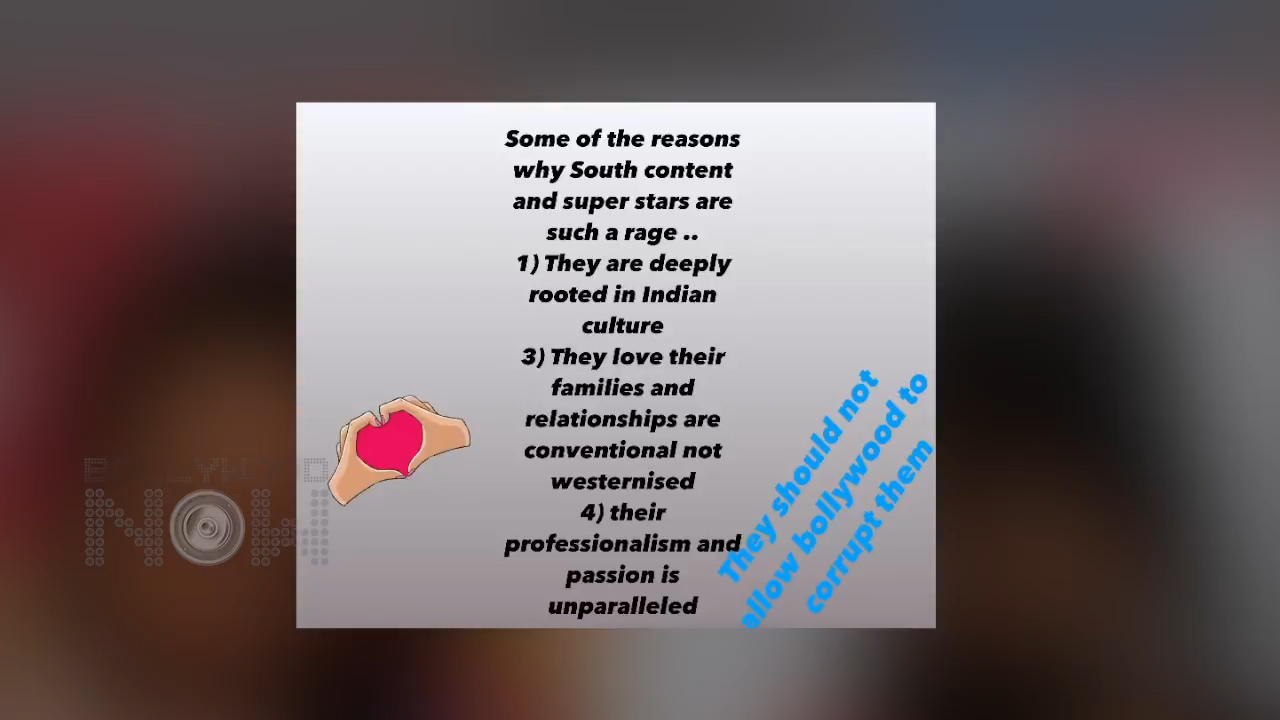 Some of the reasons
why South content
and super stars are
such a rage ..
1) They are deeply
rooted in Indian
culture
3) They love their
families and
relationships are
conventional not
westernised
4) their
professionalism and
passion is
unparalleled
They should not
allow bollywood to
corrupt them
BOLLYWOOD
NOW